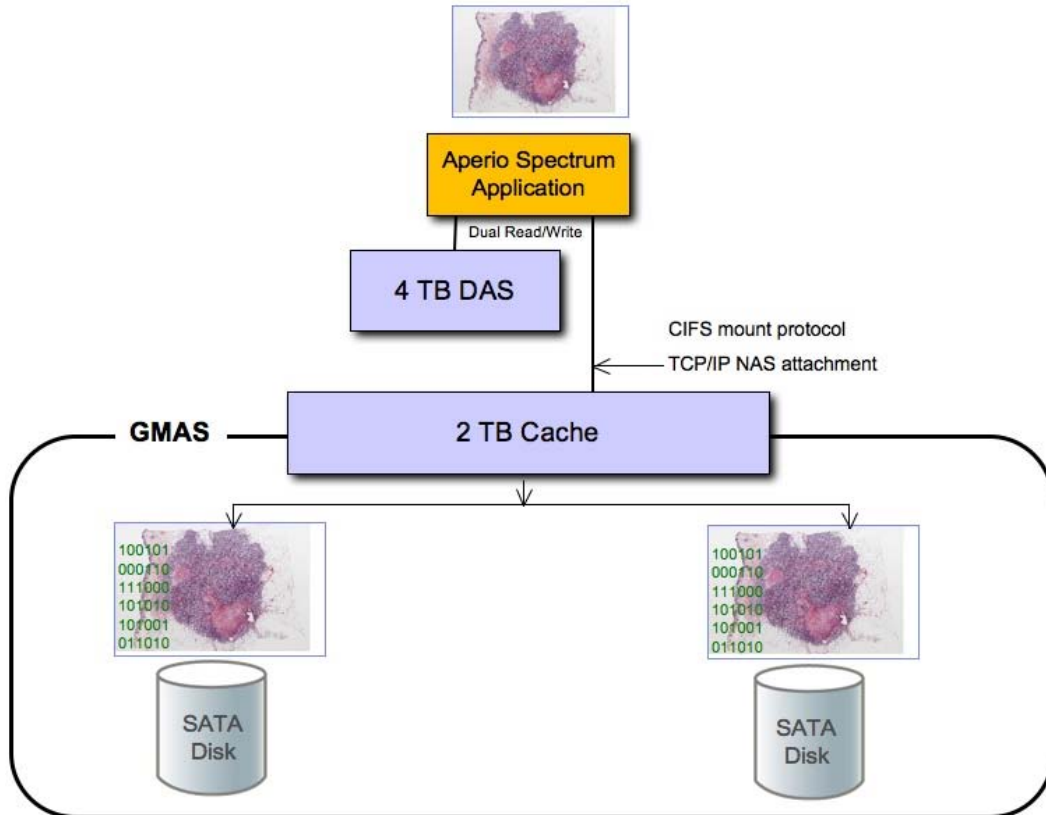 Aperio Spectrum
Application
Dual Read/Write
4 TB DAS
CIFS mount protocol
TCP/IP NAS attachment
GMAS
2 TB Cache
100101
000110
111000
101010
101001
011010
100101
000110
111000
101010
101001
011010
SATA
Disk
SATA
Disk